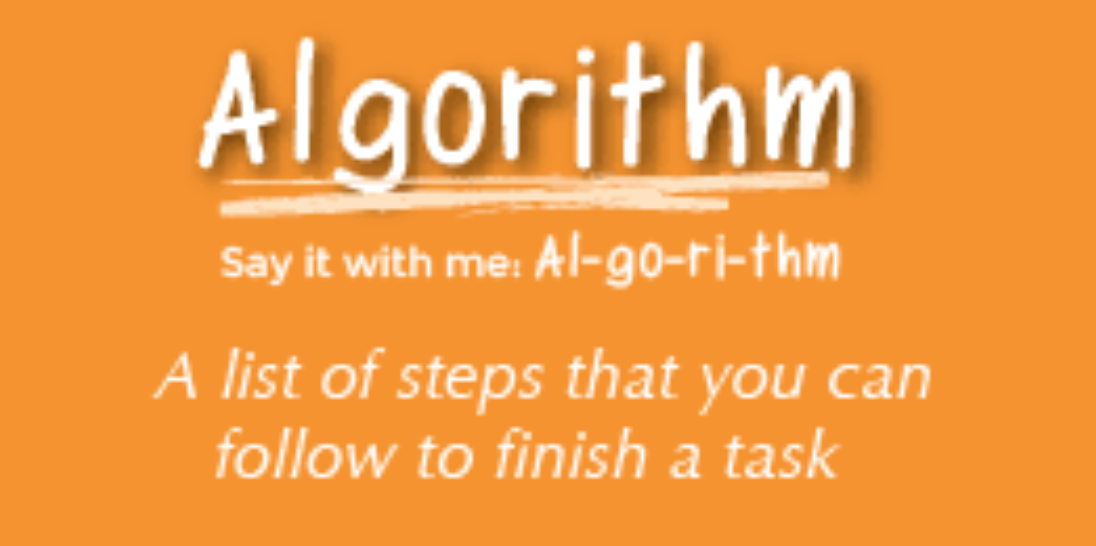 Algorithm
Say it with me: Al-go-ri-thm
A list of steps that you can
follow to finish a task